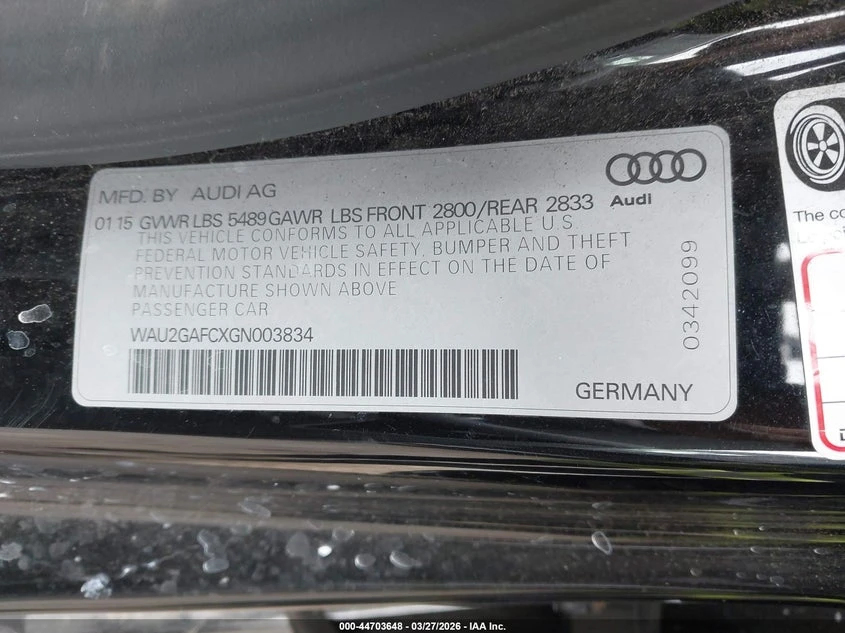 MFD. BY AUDI AG
Audi
01 15 GVWR LBS 5489 GAWR LBS FRONT 2800/REAR 2833
THIS VEHICLE CONFORMS TO ALL APPLICABLE U.S.
FEDERAL MOTOR VEHICLE SAFETY, BUMPER AND THEFT
PREVENTION STANDARDS IN EFFECT ON THE DATE OF
MANUFACTURE SHOWN ABOVE
PASSENGER CAR
WAU2GAFCXGN003834
0342099
GERMANY
The co
000-44703648 - 03/27/2026 - IAA Inc.